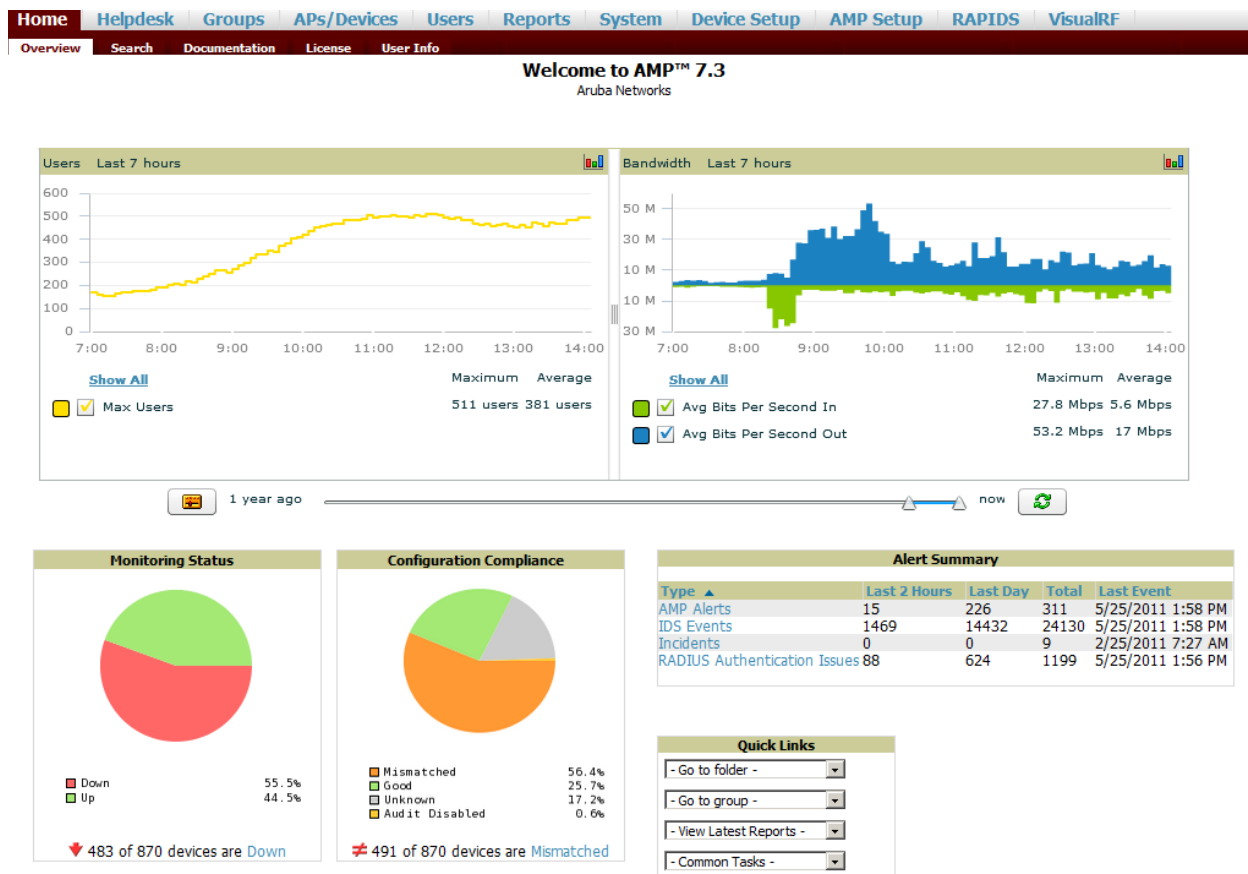 Home Helpdesk Groups APs/Devices Users Reports System Device Setup AMP Setup RAPIDS VisualRF
Overview Search Documentation License User Info
Welcome to AMP™ 7.3
Aruba Networks
Users Last 7 hours
600
500
400
300
200
100
0
7:00 8:00 9:00 10:00 11:00 12:00 13:00 14:00
Show All Maximum Average
Max Users 511 users 381 users
Bandwidth Last 7 hours
50 M
30 M
10 M
10 M
30 M
7:00 8:00 9:00 10:00 11:00 12:00 13:00 14:00
Show All Maximum Average
Avg Bits Per Second In 27.8 Mbps 5.6 Mbps
Avg Bits Per Second Out 53.2 Mbps 17 Mbps
1 year ago now
Monitoring Status
Down 55.5%
Up 44.5%
483 of 870 devices are Down
Configuration Compliance
Mismatched 56.4%
Good 25.7%
Unknown 17.2%
Audit Disabled 0.6%
491 of 870 devices are Mismatched
Alert Summary
Type Last 2 Hours Last Day Total Last Event
AMP Alerts 15 226 311 5/25/2011 1:58 PM
IDS Events 1469 14432 24130 5/25/2011 1:58 PM
Incidents 0 0 9 2/25/2011 7:27 AM
RADIUS Authentication Issues 88 624 1199 5/25/2011 1:56 PM
Quick Links
- Go to folder -
- Go to group -
- View Latest Reports -
- Common Tasks -